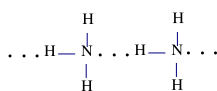 H H
. . . H — N . . . H — N . . .
H H